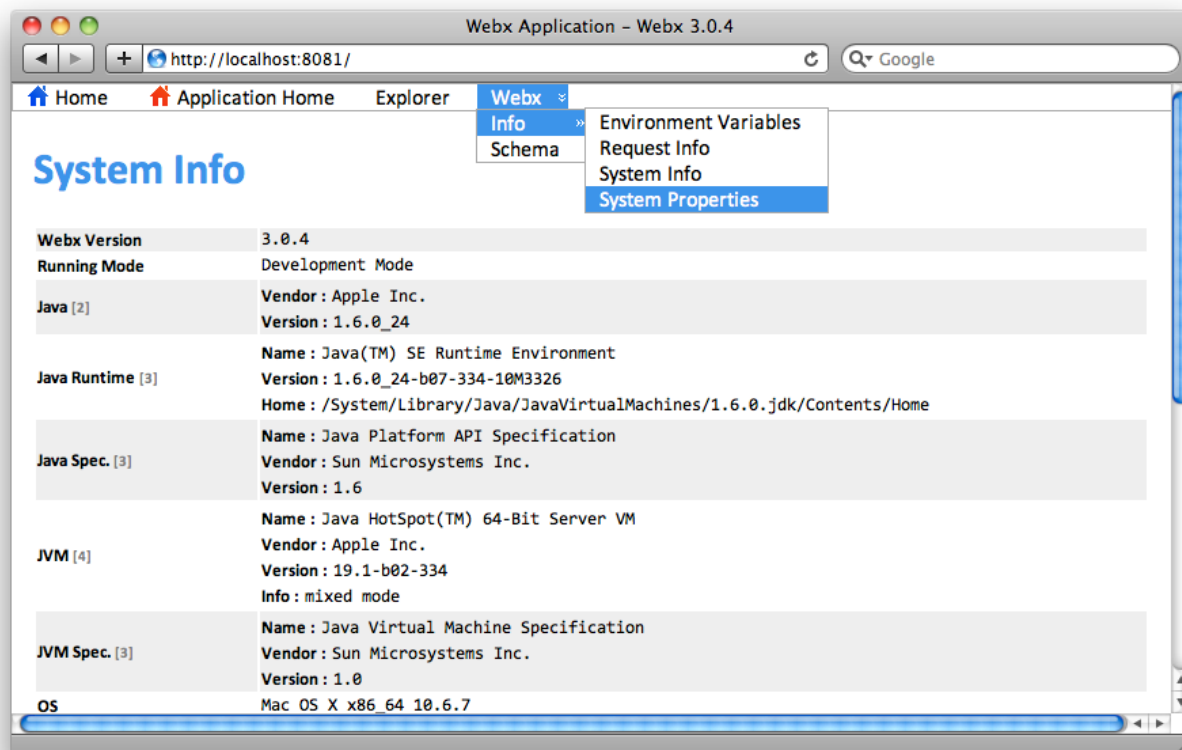 Webx Application – Webx 3.0.4
http://localhost:8081/
Google
Home Application Home Explorer Webx
Info
Schema
Environment Variables
Request Info
System Info
System Properties
System Info
Webx Version 3.0.4
Running Mode Development Mode
Java [2]
Vendor : Apple Inc.
Version : 1.6.0_24
Java Runtime [3]
Name : Java(TM) SE Runtime Environment
Version : 1.6.0_24-b07-334-10M3326
Home : /System/Library/Java/JavaVirtualMachines/1.6.0.jdk/Contents/Home
Java Spec. [3]
Name : Java Platform API Specification
Vendor : Sun Microsystems Inc.
Version : 1.6
JVM [4]
Name : Java HotSpot(TM) 64-Bit Server VM
Vendor : Apple Inc.
Version : 19.1-b02-334
Info : mixed mode
JVM Spec. [3]
Name : Java Virtual Machine Specification
Vendor : Sun Microsystems Inc.
Version : 1.0
OS Mac OS X x86_64 10.6.7